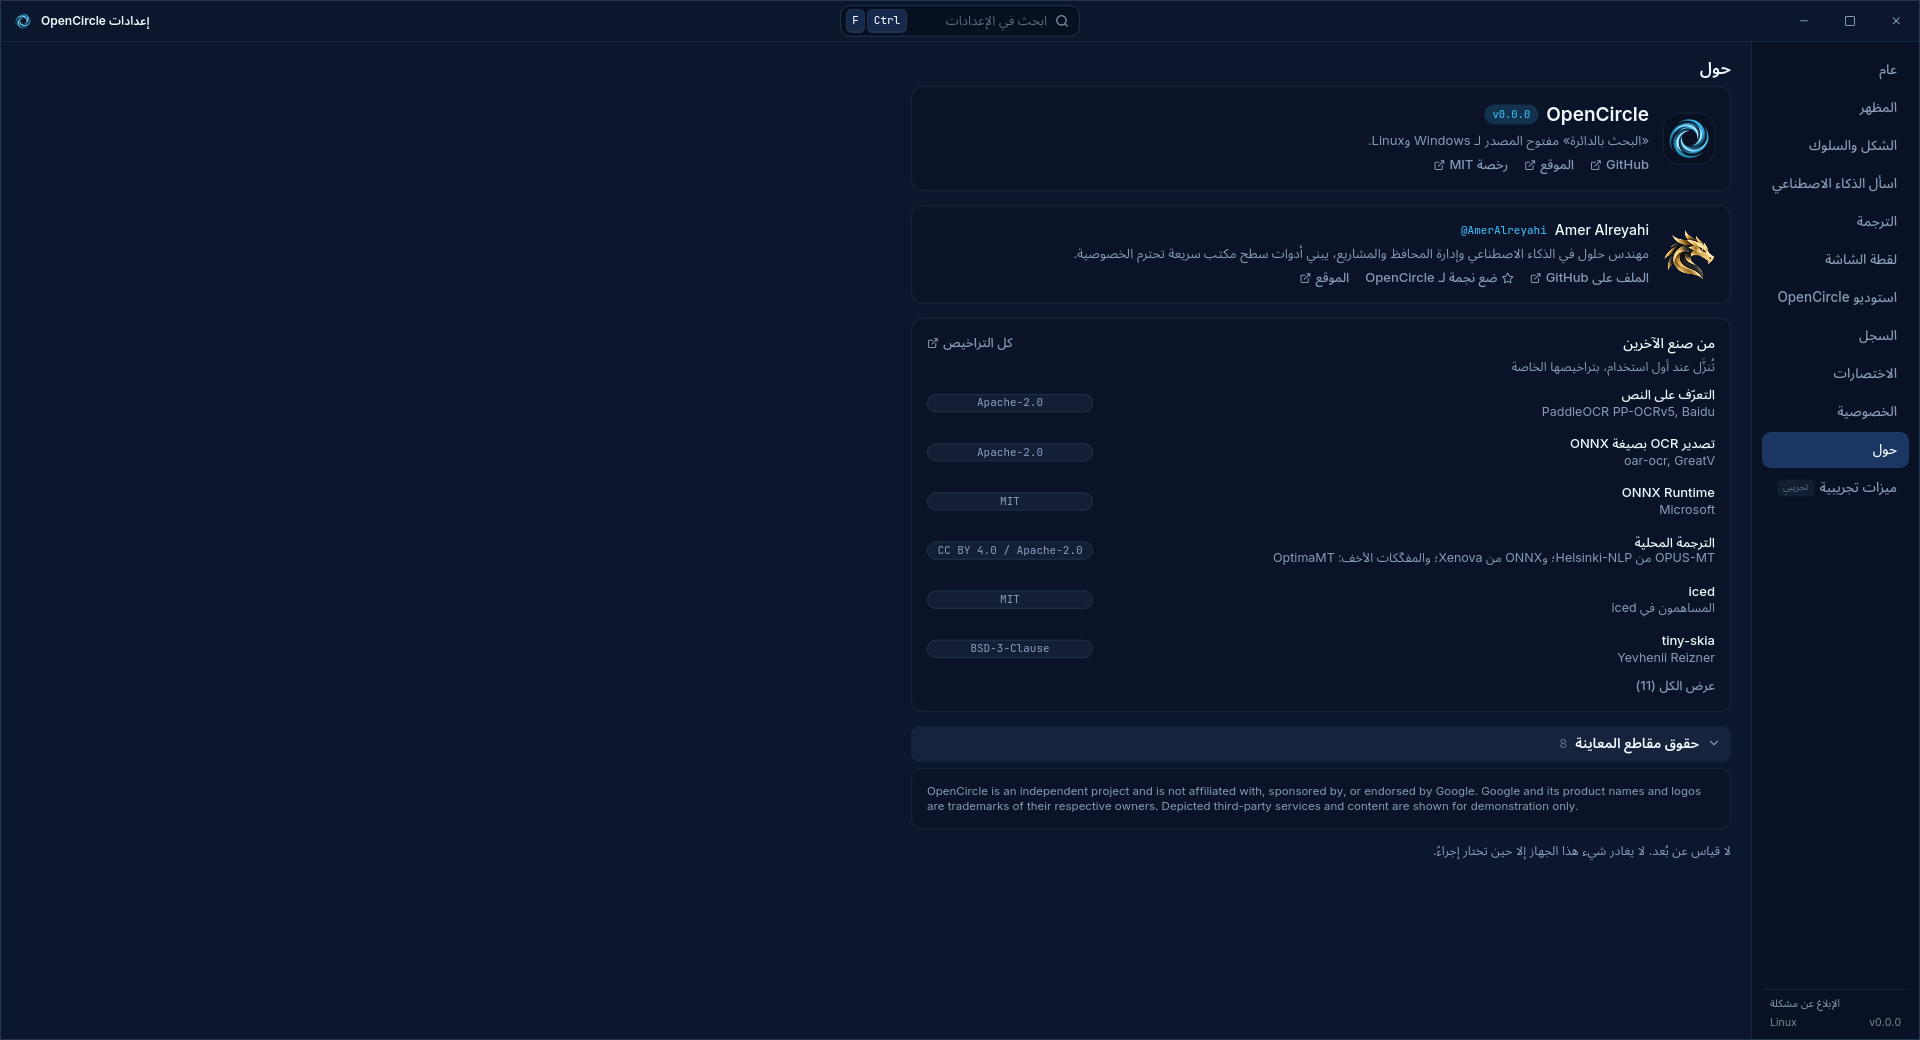 إعدادات OpenCircle
ابحث في الإعدادات
Ctrl F
عام
المظهر
الشكل والسلوك
اسأل الذكاء الاصطناعي
الترجمة
لقطة الشاشة
استوديو OpenCircle
السجل
الاختصارات
الخصوصية
حول
ميزات تجريبية تجريبي
الإبلاغ عن مشكلة
Linux v0.0.0
حول
OpenCircle v0.0.0
«البحث بالدائرة» مفتوح المصدر لـ Windows وLinux.
GitHub الموقع رخصة MIT
Amer Alreyahi @AmerAlreyahi
مهندس حلول في الذكاء الاصطناعي وإدارة المحافظ والمشاريع، يبني أدوات سطح مكتب سريعة تحترم الخصوصية.
الملف على GitHub ضع نجمة لـ OpenCircle الموقع
من صنع الآخرين كل التراخيص
تُنزَّل عند أول استخدام، بتراخيصها الخاصة
التعرّف على النص
PaddleOCR PP-OCRv5, Baidu
Apache-2.0
تصدير OCR بصيغة ONNX
oar-ocr, GreatV
Apache-2.0
ONNX Runtime
Microsoft
MIT
الترجمة المحلية
OPUS-MT من Helsinki-NLP؛ وONNX من Xenova؛ والمفكّكات الأخف: OptimaMT
CC BY 4.0 / Apache-2.0
iced
المساهمون في iced
MIT
tiny-skia
Yevhenii Reizner
BSD-3-Clause
عرض الكل (11)
حقوق مقاطع المعاينة 8
OpenCircle is an independent project and is not affiliated with, sponsored by, or endorsed by Google. Google and its product names and logos
are trademarks of their respective owners. Depicted third-party services and content are shown for demonstration only.
لا قياس عن بُعد. لا يغادر شيء هذا الجهاز إلا حين تختار إجراءً.